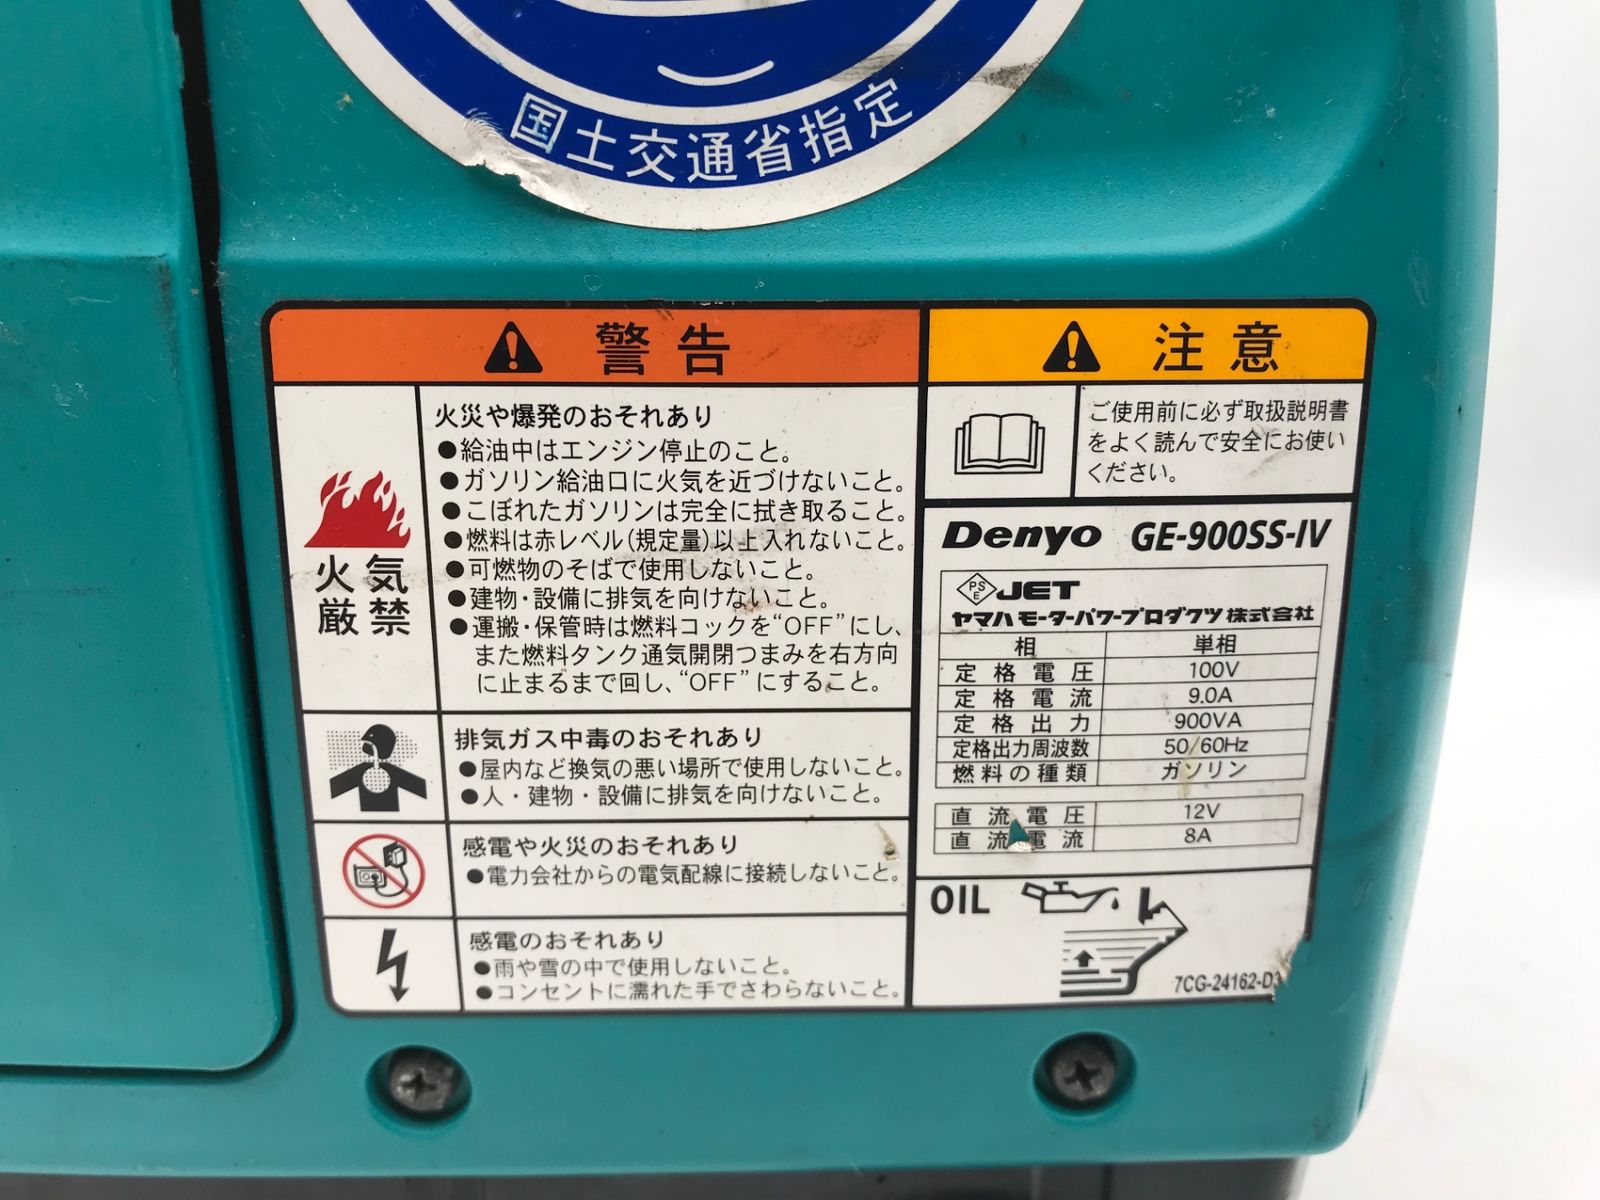 国土交通省指定
警告
火災や爆発のおそれあり
●給油中はエンジン停止のこと。
●ガソリン給油口に火気を近づけないこと。
●こぼれたガソリンは完全に拭き取ること。
●燃料は赤レベル(規定量)以上入れないこと。
●可燃物のそばで使用しないこと。
●建物・設備に排気を向けないこと。
●運搬・保管時は燃料コックを“OFF”にし、
また燃料タンク通気開閉つまみを右方向
に止まるまで回し、“OFF”にすること。
火気
厳禁
排気ガス中毒のおそれあり
●屋内など換気の悪い場所で使用しないこと。
●人・建物・設備に排気を向けないこと。
感電や火災のおそれあり
●電力会社からの電気配線に接続しないこと。
感電のおそれあり
●雨や雪の中で使用しないこと。
●コンセントに濡れた手でさわらないこと。
注意
ご使用前に必ず取扱説明書
をよく読んで安全にお使い
ください。
Denyo GE-900SS-IV
PSE JET
ヤマハモーターパワープロダクツ株式会社
相 単相
定格電圧 100V
定格電流 9.0A
定格出力 900VA
定格出力周波数 50/60Hz
燃料の種類 ガソリン
直流電圧 12V
直流電流 8A
OIL
7CG-24162-D3